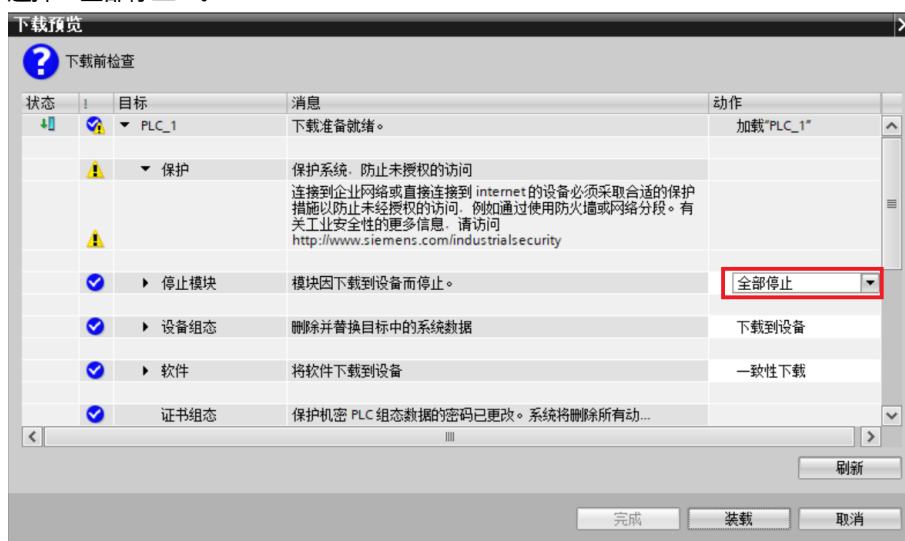 下载预览
下载前检查
状态 ! 目标 消息 动作
PLC_1 下载准备就绪。 加载“PLC_1”
保护 保护系统，防止未授权的访问
连接到企业网络或直接连接到 internet 的设备必须采取合适的保护
措施以防止未经授权的访问，例如通过使用防火墙或网络分段。有
关工业安全性的更多信息，请访问
http://www.siemens.com/industrialsecurity
停止模块 模块因下载到设备而停止。 全部停止
设备组态 删除并替换目标中的系统数据 下载到设备
软件 将软件下载到设备 一致性下载
证书组态 保护机密 PLC 组态数据的密码已更改。系统将删除所有动...
刷新
完成 装载 取消